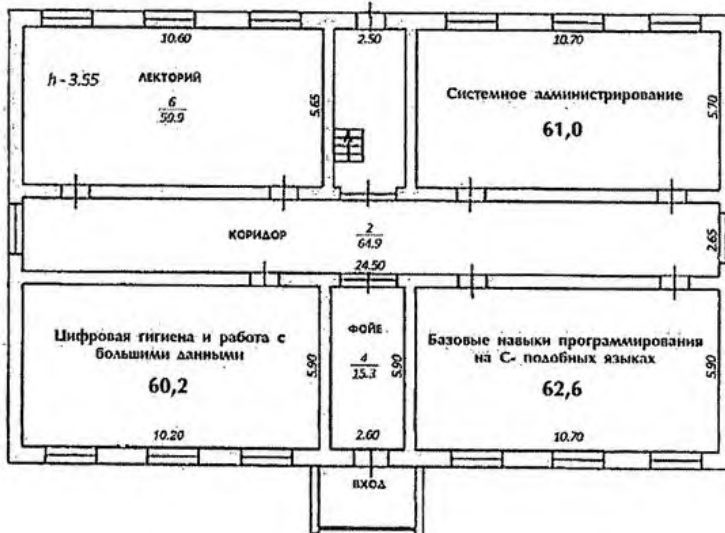 10.60
2.50
10.70
h - 3.55
ЛЕКТОРИЙ
6
59.9
5.65
Системное администрирование
61,0
5.70
КОРИДОР
2
64.9
24.50
2.65
Цифровая гигиена и работа с
большими данными
60,2
5.90
10.20
ФОЙЕ
4
15.3
5.90
2.60
Базовые навыки программирования
на С- подобных языках
62,6
5.90
10.70
ВХОД